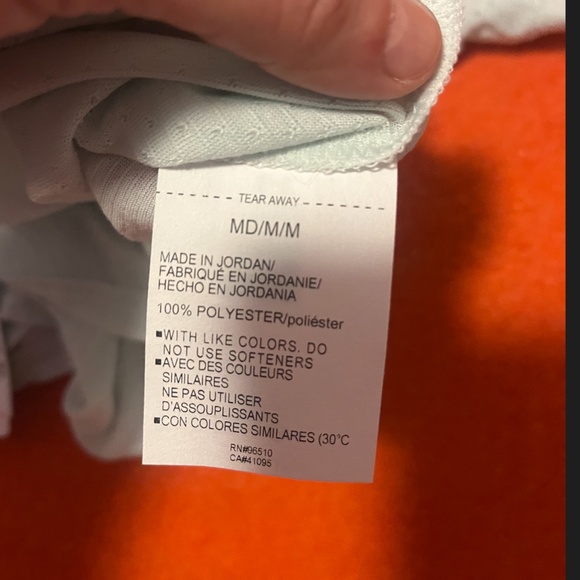 TEAR AWAY
MD/M/M
MADE IN JORDAN/
FABRIQUÉ EN JORDANIE/
HECHO EN JORDANIA
100% POLYESTER/poliéster
▪WITH LIKE COLORS. DO
NOT USE SOFTENERS
▪AVEC DES COULEURS
SIMILAIRES
NE PAS UTILISER
D'ASSOUPLISSANTS
▪CON COLORES SIMILARES (30°C
RN#96510
CA#41095